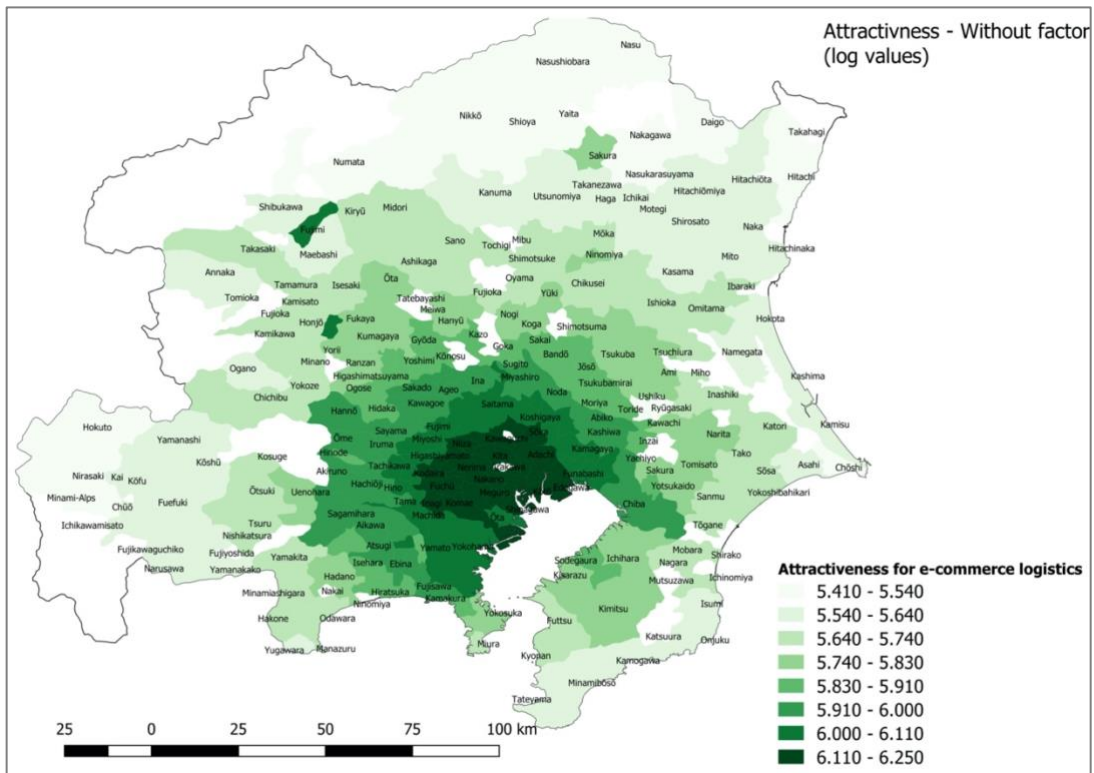 Attractivness - Without factor
(log values)
Nasu
Nasushiobara
Nikkō
Shioya
Yaita
Daigo
Nakagawa
Takahagi
Sakura
Numata
Nasukarasuyama
Takanezawa
Hitachiōta
Hitachi
Kanuma
Utsunomiya
Haga
Ichikai
Hitachiōmiya
Motegi
Shibukawa
Kiryū
Midori
Shirosato
Naka
Fujimi
Sano
Tochigi
Mibu
Mōka
Hitachinaka
Takasaki
Maebashi
Ashikaga
Shimotsuke
Ninomiya
Mito
Annaka
Ōta
Oyama
Kasama
Tamamura
Isesaki
Chikusei
Ibaraki
Tomioka
Kamisato
Tatebayashi
Fujioka
Yūki
Ishioka
Omitama
Fujioka
Honjō
Fukaya
Meiwa
Nogi
Hokota
Hanyū
Koga
Shimotsuma
Kamikawa
Kumagaya
Gyōda
Kazo
Sakai
Yorii
Goka
Bandō
Tsukuba
Tsuchiura
Namegata
Minano
Ranzan
Yoshimi
Kōnosu
Sugito
Jōsō
Ogano
Higashimatsuyama
Ina
Miyashiro
Ami
Miho
Kashima
Yokoze
Ogose
Sakado
Ageo
Tsukubamirai
Chichibu
Noda
Ushiku
Inashiki
Hannō
Hidaka
Kawagoe
Saitama
Moriya
Toride
Ryūgasaki
Koshigaya
Abiko
Kawachi
Katori
Kamisu
Hokuto
Sayama
Fujimi
Sōka
Kashiwa
Narita
Yamanashi
Ōme
Iruma
Miyoshi
Niiza
Kawaguchi
Inzai
Tako
Hinode
Higashiyamato
Kita
Adachi
Kamagaya
Yachiyo
Kōshū
Kosuge
Akiruno
Tachikawa
Nerima
Sakura
Tomisato
Sōsa
Asahi
Chōshi
Nirasaki
Kai
Kōfu
Hachiōji
Hino
Fuchū
Nakano
Funabashi
Yotsukaido
Ōtsuki
Uenohara
Meguro
Edogawa
Yokoshibahikari
Minami-Alps
Fuefuki
Tama
Inagi
Komae
Chiba
Sanmu
Chūō
Sagamihara
Machida
Shinagawa
Ichikawamisato
Tsuru
Aikawa
Ōta
Tōgane
Nishikatsura
Fujikawaguchiko
Fujiyoshida
Yamakita
Atsugi
Yamato
Yokohama
Mobara
Shirako
Narusawa
Yamanakako
Isehara
Ebina
Sodegaura
Ichihara
Nagara
Hadano
Kisarazu
Mutsuzawa
Ichinomiya
Minamiashigara
Nakai
Hiratsuka
Fujisawa
Kamakura
Ninomiya
Kimitsu
Isumi
Hakone
Odawara
Yokosuka
Futtsu
Katsuura
Onjuku
Yugawara
Manazuru
Miura
Kyonan
Kamogawa
Minamibōsō
Tateyama
Attractiveness for e-commerce logistics
5.410 - 5.540
5.540 - 5.640
5.640 - 5.740
5.740 - 5.830
5.830 - 5.910
5.910 - 6.000
6.000 - 6.110
6.110 - 6.250
25 0 25 50 75 100 km